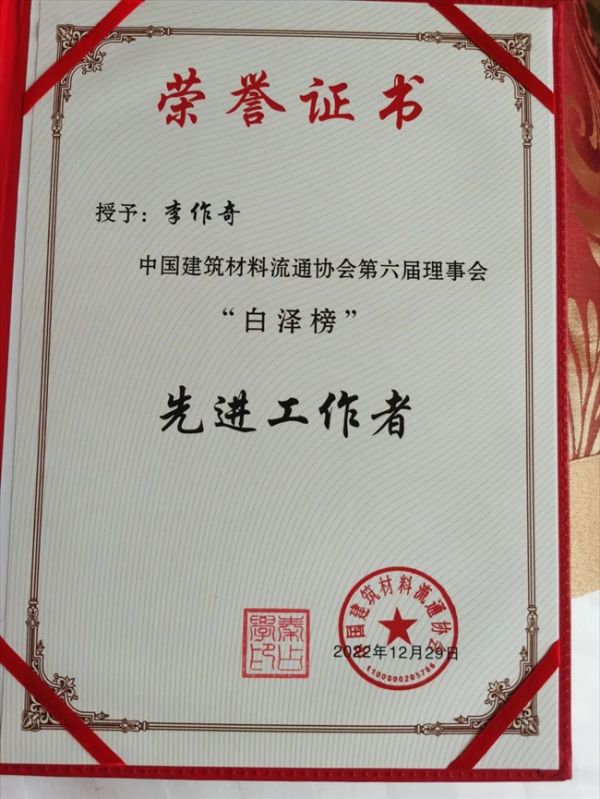 荣誉证书
授予：李作奇
中国建筑材料流通协会第六届理事会
“白泽榜”
先进工作者
中国建筑材料流通协会
2022年12月29日